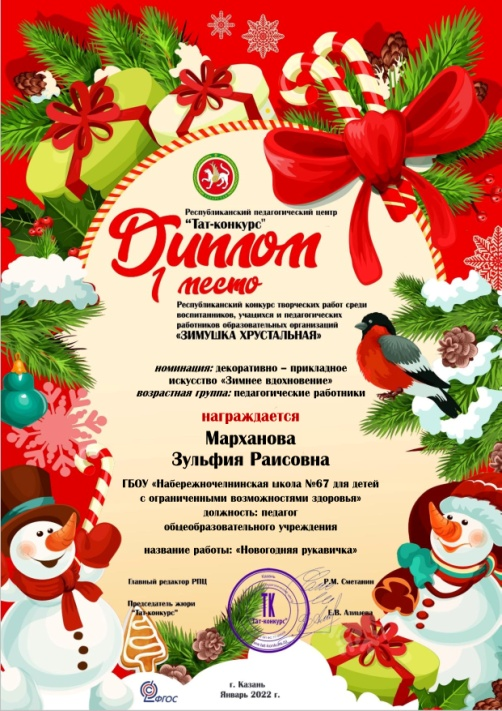 Республиканский педагогический центр
"Тат-конкурс"
Диплом
1 место
Республиканский конкурс творческих работ среди
воспитанников, учащихся и педагогических
работников образовательных организаций
«ЗИМУШКА ХРУСТАЛЬНАЯ»
номинация: декоративно – прикладное
искусство «Зимнее вдохновение»
возрастная группа: педагогические работники
награждается
Марханова
Зульфия Раисовна
ГБОУ «Набережночелнинская школа №67 для детей
с ограниченными возможностями здоровья»
должность: педагог
общеобразовательного учреждения
название работы: «Новогодняя рукавичка»
Главный редактор РПЦ
Р.М. Сметанин
Председатель жюри
"Тат-конкурс"
ТК
"Тат-конкурс"
ФГОС
г. Казань
Январь 2022 г.